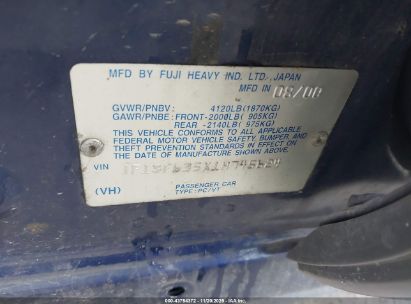 MFD BY FUJI HEAVY IND. LTD.,JAPAN
MFD IN
GVWR/PNBV : 4120LB(1870KG)
GAWR/PNBE: FRONT-2000LB( 905KG)
REAR -2140LB( 975KG)
THIS VEHICLE CONFORMS TO ALL APPLICABLE
FEDERAL MOTOR VEHICLE SAFETY, BUMPER, AND
THEFT PREVENTION STANDARDS IN EFFECT ON
THE DATE OF MANUFACTURE SHOWN ABOVE.
VIN
(VH)
PASSENGER CAR
TYPE:PC/VT